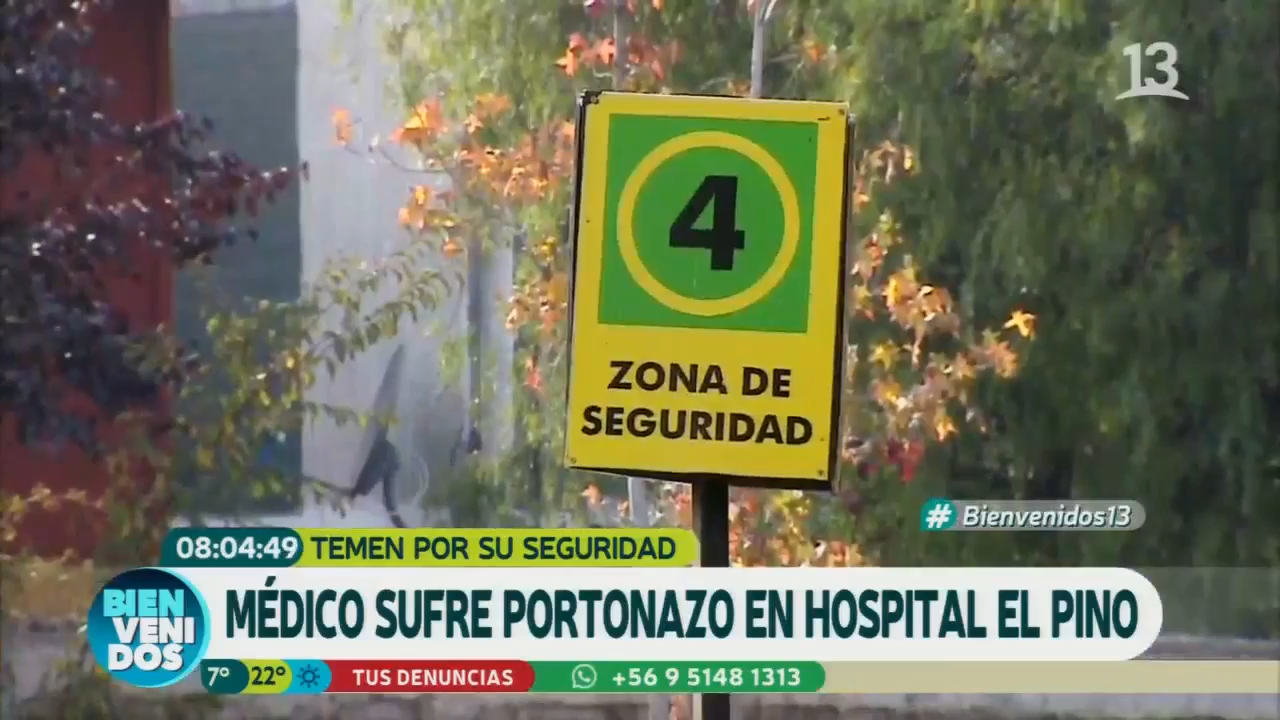 13
4
ZONA DE
SEGURIDAD
# Bienvenidos13
08:04:49 TEMEN POR SU SEGURIDAD
BIEN
VENI
DOS
MÉDICO SUFRE PORTONAZO EN HOSPITAL EL PINO
7° 22° TUS DENUNCIAS +56 9 5148 1313